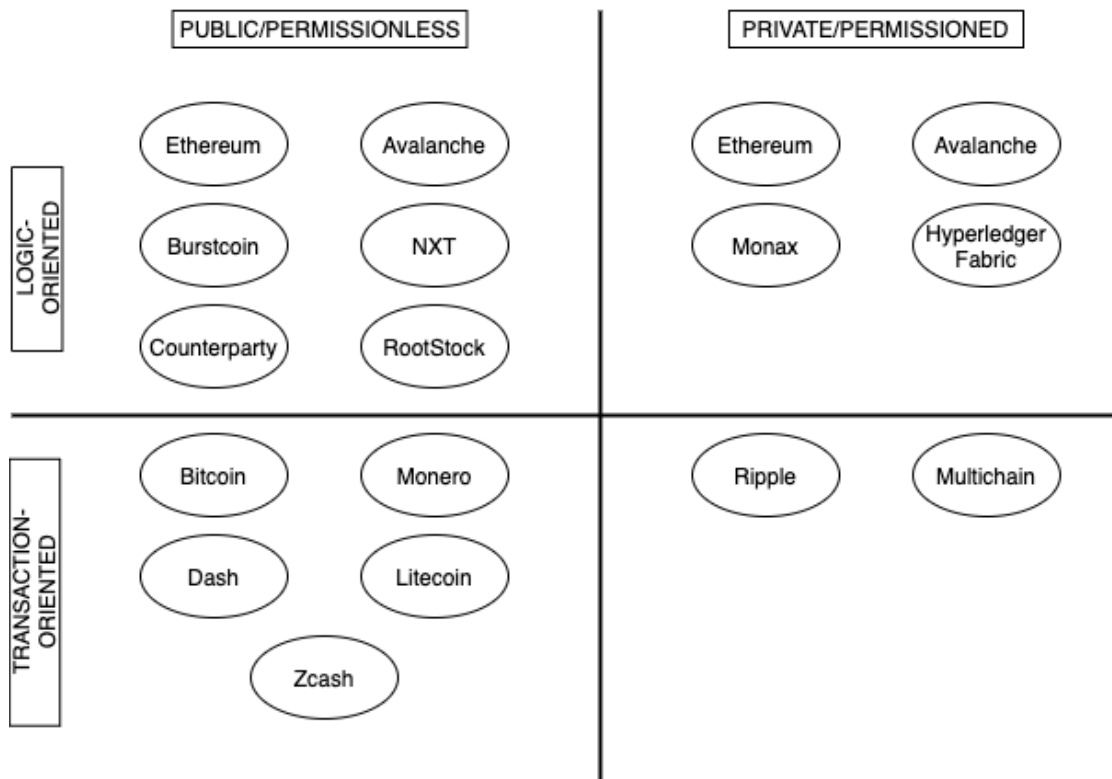 PUBLIC/PERMISSIONLESS
PRIVATE/PERMISSIONED
LOGIC-
ORIENTED
Ethereum
Avalanche
Ethereum
Avalanche
Burstcoin
NXT
Monax
Hyperledger
Fabric
Counterparty
RootStock
TRANSACTION-
ORIENTED
Bitcoin
Monero
Ripple
Multichain
Dash
Litecoin
Zcash